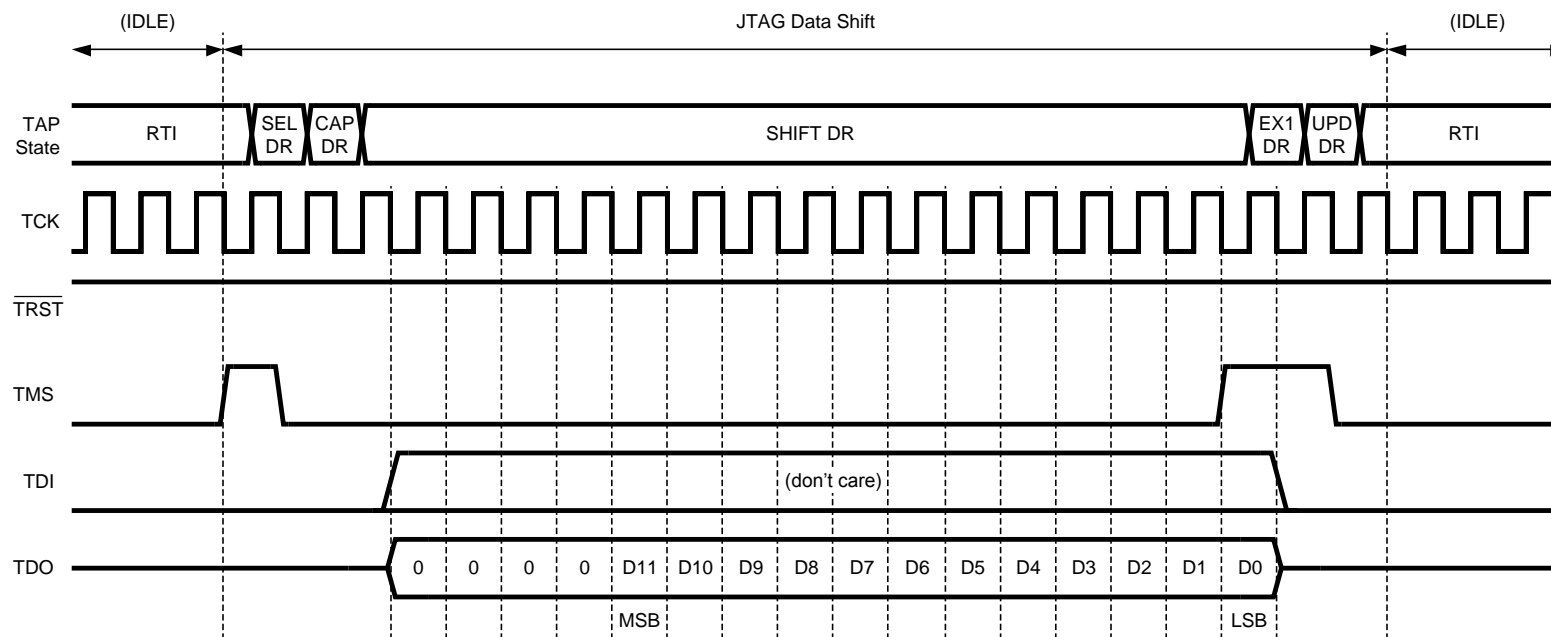 (IDLE) JTAG Data Shift (IDLE)
TAP State RTI SEL DR CAP DR SHIFT DR EX1 DR UPD DR RTI
TCK
TRST
TMS
TDI (don't care)
TDO 0 0 0 0 D11 D10 D9 D8 D7 D6 D5 D4 D3 D2 D1 D0
MSB LSB